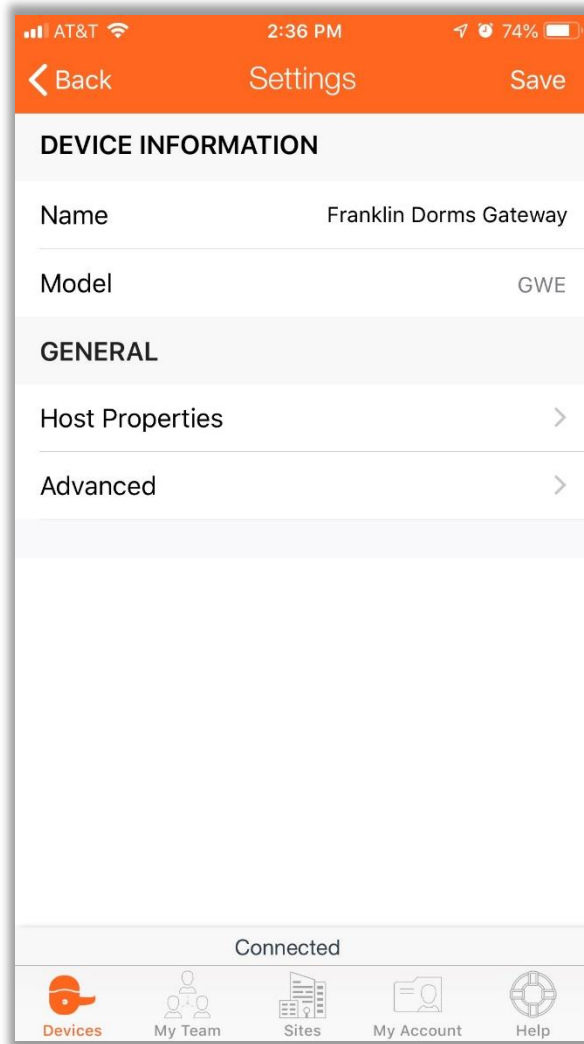 AT&T 2:36 PM 74%
Back Settings Save
DEVICE INFORMATION
Name Franklin Dorms Gateway
Model GWE
GENERAL
Host Properties
Advanced
Connected
Devices My Team Sites My Account Help